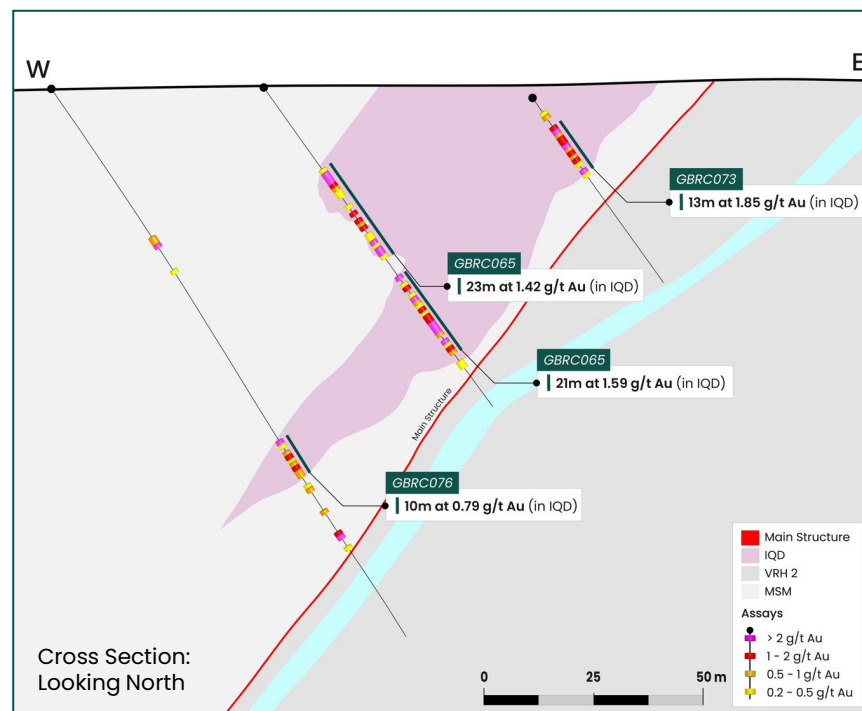 W
E
GBRC073
13m at 1.85 g/t Au (in IQD)
GBRC065
23m at 1.42 g/t Au (in IQD)
GBRC065
21m at 1.59 g/t Au (in IQD)
Main Structure
GBRC076
10m at 0.79 g/t Au (in IQD)
Main Structure
IQD
VRH 2
MSM
Assays
> 2 g/t Au
1 - 2 g/t Au
0.5 - 1 g/t Au
0.2 - 0.5 g/t Au
Cross Section:
Looking North
0 25 50 m